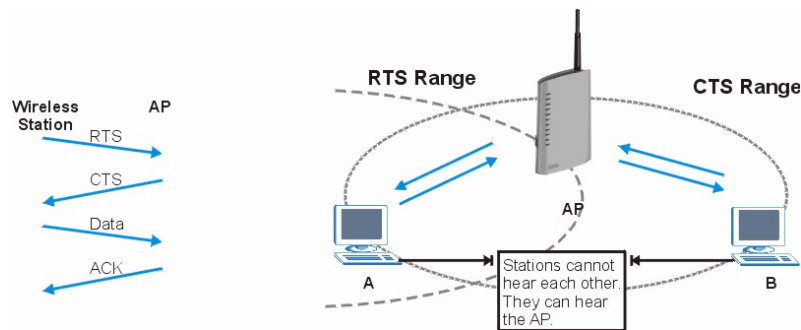 RTS Range
CTS Range
Wireless
Station
AP
RTS
CTS
Data
ACK
AP
A
B
Stations cannot
hear each other.
They can hear
the AP.